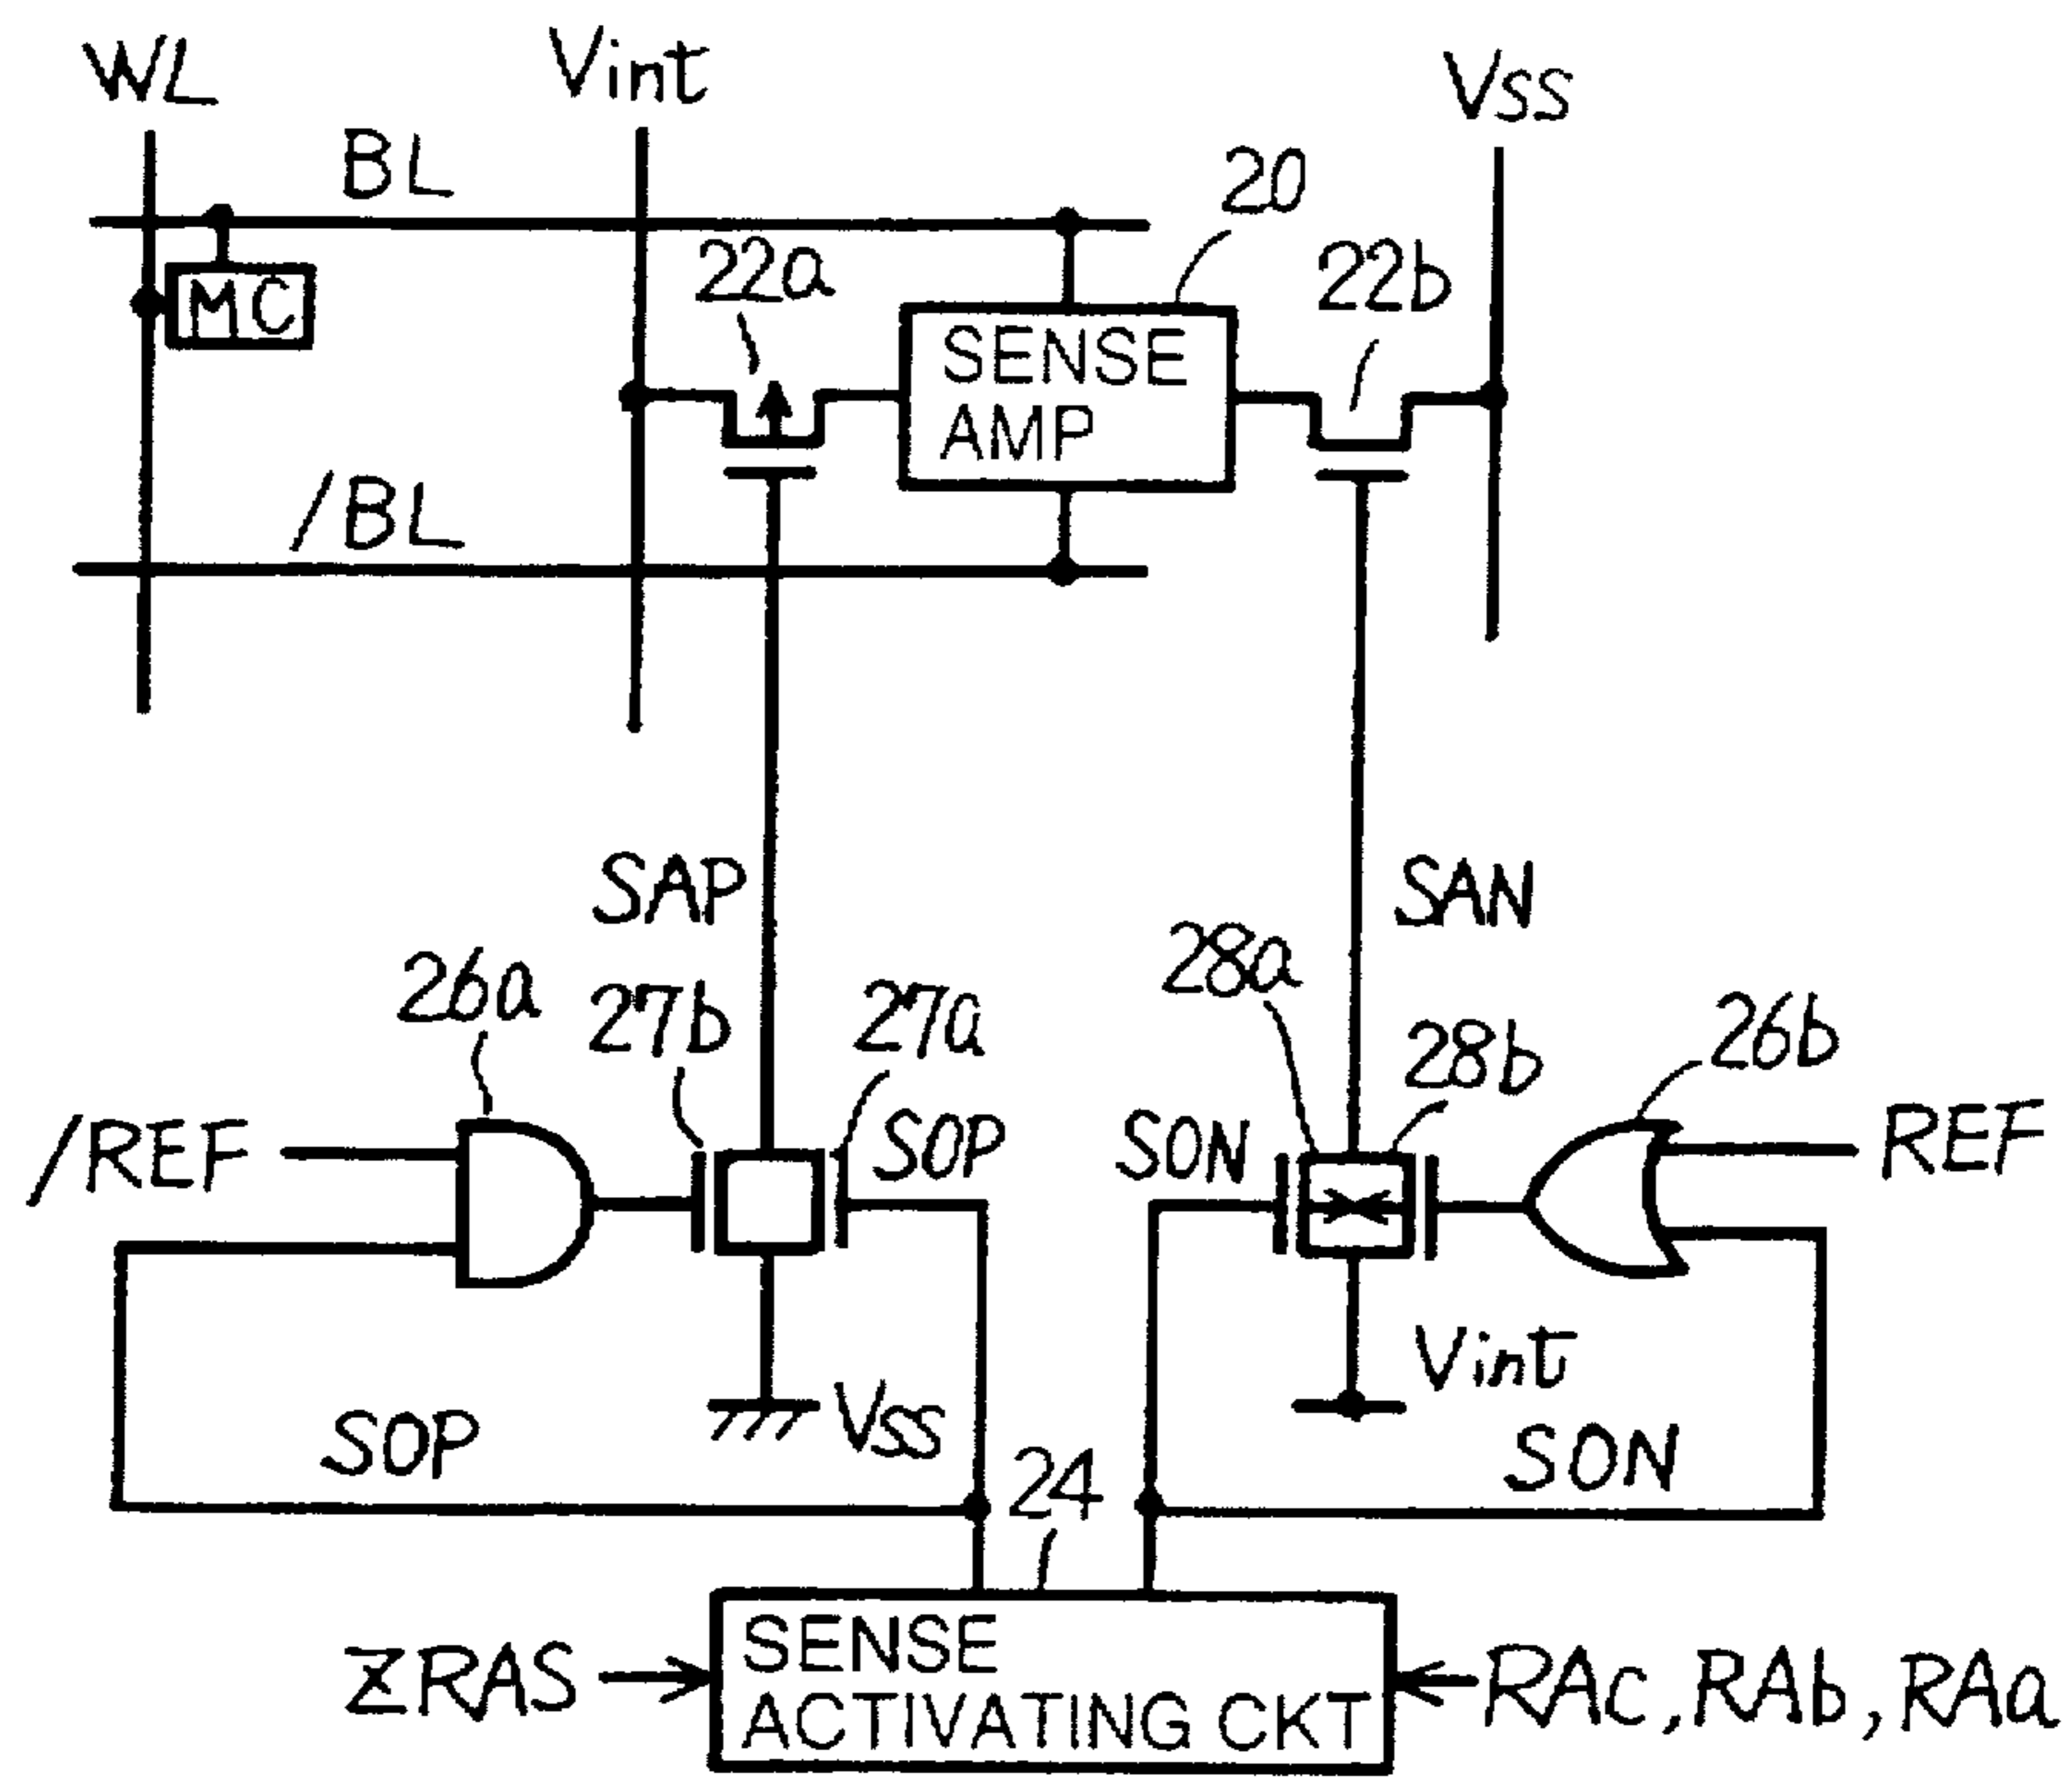 WL
Vint
VSS
BL
20
22a
22b
MC
SENSE
AMP
/BL
SAP
SAN
26a
27b
27a
28a
28b
26b
/REF
SOP
SON
REF
Vint
SOP
VSS
SON
24
ZRAS
SENSE
ACTIVATING CKT
RAc, RAb, RAa